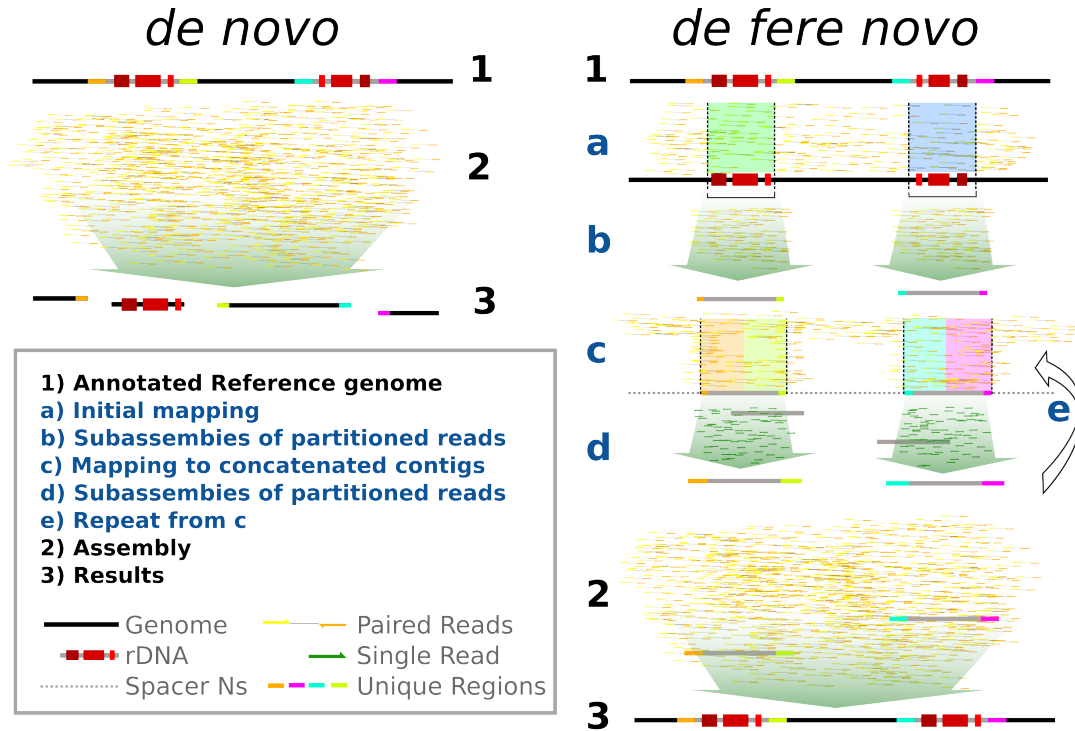 de novo
1
2
3
1) Annotated Reference genome
a) Initial mapping
b) Subassembies of partitioned reads
c) Mapping to concatenated contigs
d) Subassembies of partitioned reads
e) Repeat from c
2) Assembly
3) Results
Genome
Paired Reads
rDNA
Single Read
Spacer Ns
Unique Regions
de fere novo
1
a
b
c
e
d
2
3